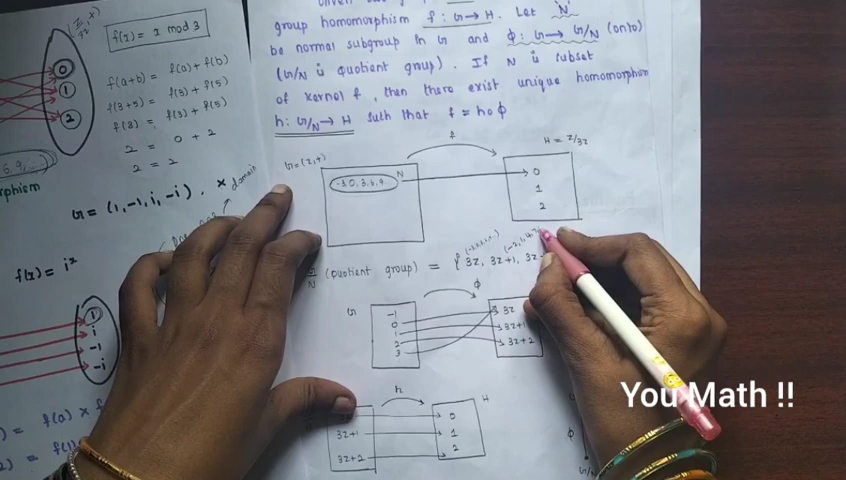 group homomorphism f : G → H. Let 'N'
be normal subgroup in G and ϕ : G → G/N (onto)
(G/N is quotient group). If N is subset
of kernel f, then there exist unique homomorphism
h : G/N → H such that f = h o ϕ
f
G = (Z, +)
H = Z/3Z
-3, 0, 3, 6, 9
N
0
1
2
(quotient group) = { 3Z, 3Z+1, 3Z
ϕ
G
-1
0
1
2
3
3Z
3Z+1
3Z+2
h
H
3Z+1
3Z+2
0
1
2
ϕ
f(x) = x mod 3
f(a+b) = f(a) + f(b)
f(3+5) = f(3) + f(5)
f(8) = f(3) + f(5)
2 = 0 + 2
2 = 2
0
1
2
G = (1, -1, i, -i) . x
domain
f(x) = i^x
1
i
-i
-i
= f(a) x f
= f(1)
You Math !!